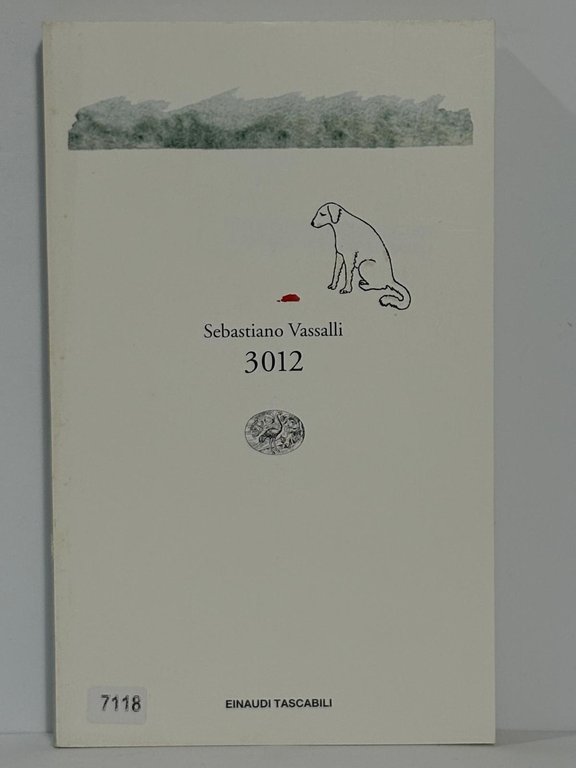 Sebastiano Vassalli
3012
7118
EINAUDI TASCABILI